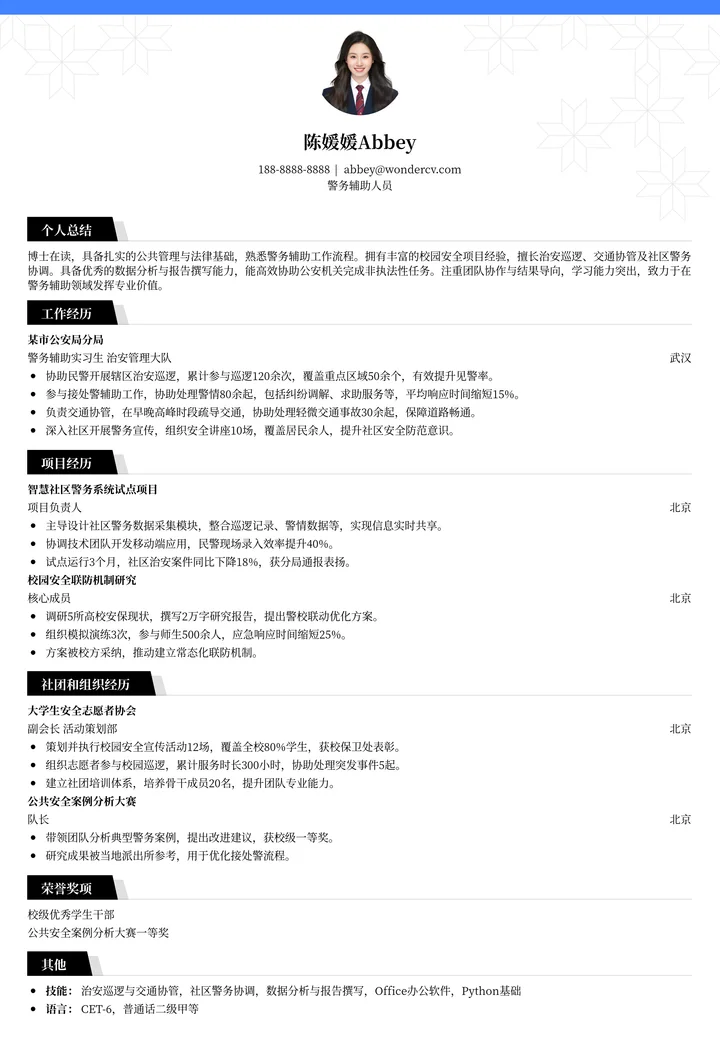 陈媛媛Abbey
188-8888-8888 | abbey@wondercv.com
警务辅助人员
个人总结
博士在读，具备扎实的公共管理与法律基础，熟悉警务辅助工作流程。拥有丰富的校园安全项目经验，擅长治安巡逻、交通协管及社区警务
协调。具备优秀的数据分析与报告撰写能力，能高效协助公安机关完成非执法性任务。注重团队协作与结果导向，学习能力突出，致力于在
警务辅助领域发挥专业价值。
工作经历
某市公安局分局
警务辅助实习生 治安管理大队 武汉
• 协助民警开展辖区治安巡逻，累计参与巡逻120余次，覆盖重点区域50余个，有效提升见警率。
• 参与接处警辅助工作，协助处理警情80余起，包括纠纷调解、求助服务等，平均响应时间缩短15%。
• 负责交通协管，在早晚高峰时段疏导交通，协助处理轻微交通事故30余起，保障道路畅通。
• 深入社区开展警务宣传，组织安全讲座10场，覆盖居民余人，提升社区安全防范意识。
项目经历
智慧社区警务系统试点项目
项目负责人 北京
• 主导设计社区警务数据采集模块，整合巡逻记录、警情数据等，实现信息实时共享。
• 协调技术团队开发移动端应用，民警现场录入效率提升40%。
• 试点运行3个月，社区治安案件同比下降18%，获分局通报表扬。
校园安全联防机制研究
核心成员 北京
• 调研5所高校安保现状，撰写2万字研究报告，提出警校联动优化方案。
• 组织模拟演练3次，参与师生500余人，应急响应时间缩短25%。
• 方案被校方采纳，推动建立常态化联防机制。
社团和组织经历
大学生安全志愿者协会
副会长 活动策划部 北京
• 策划并执行校园安全宣传活动12场，覆盖全校80%学生，获校保卫处表彰。
• 组织志愿者参与校园巡逻，累计服务时长300小时，协助处理突发事件5起。
• 建立社团培训体系，培养骨干成员20名，提升团队专业能力。
公共安全案例分析大赛
队长 北京
• 带领团队分析典型警务案例，提出改进建议，获校级一等奖。
• 研究成果被当地派出所参考，用于优化接处警流程。
荣誉奖项
校级优秀学生干部
公共安全案例分析大赛一等奖
其他
• 技能： 治安巡逻与交通协管，社区警务协调，数据分析与报告撰写，Office办公软件，Python基础
• 语言： CET-6，普通话二级甲等